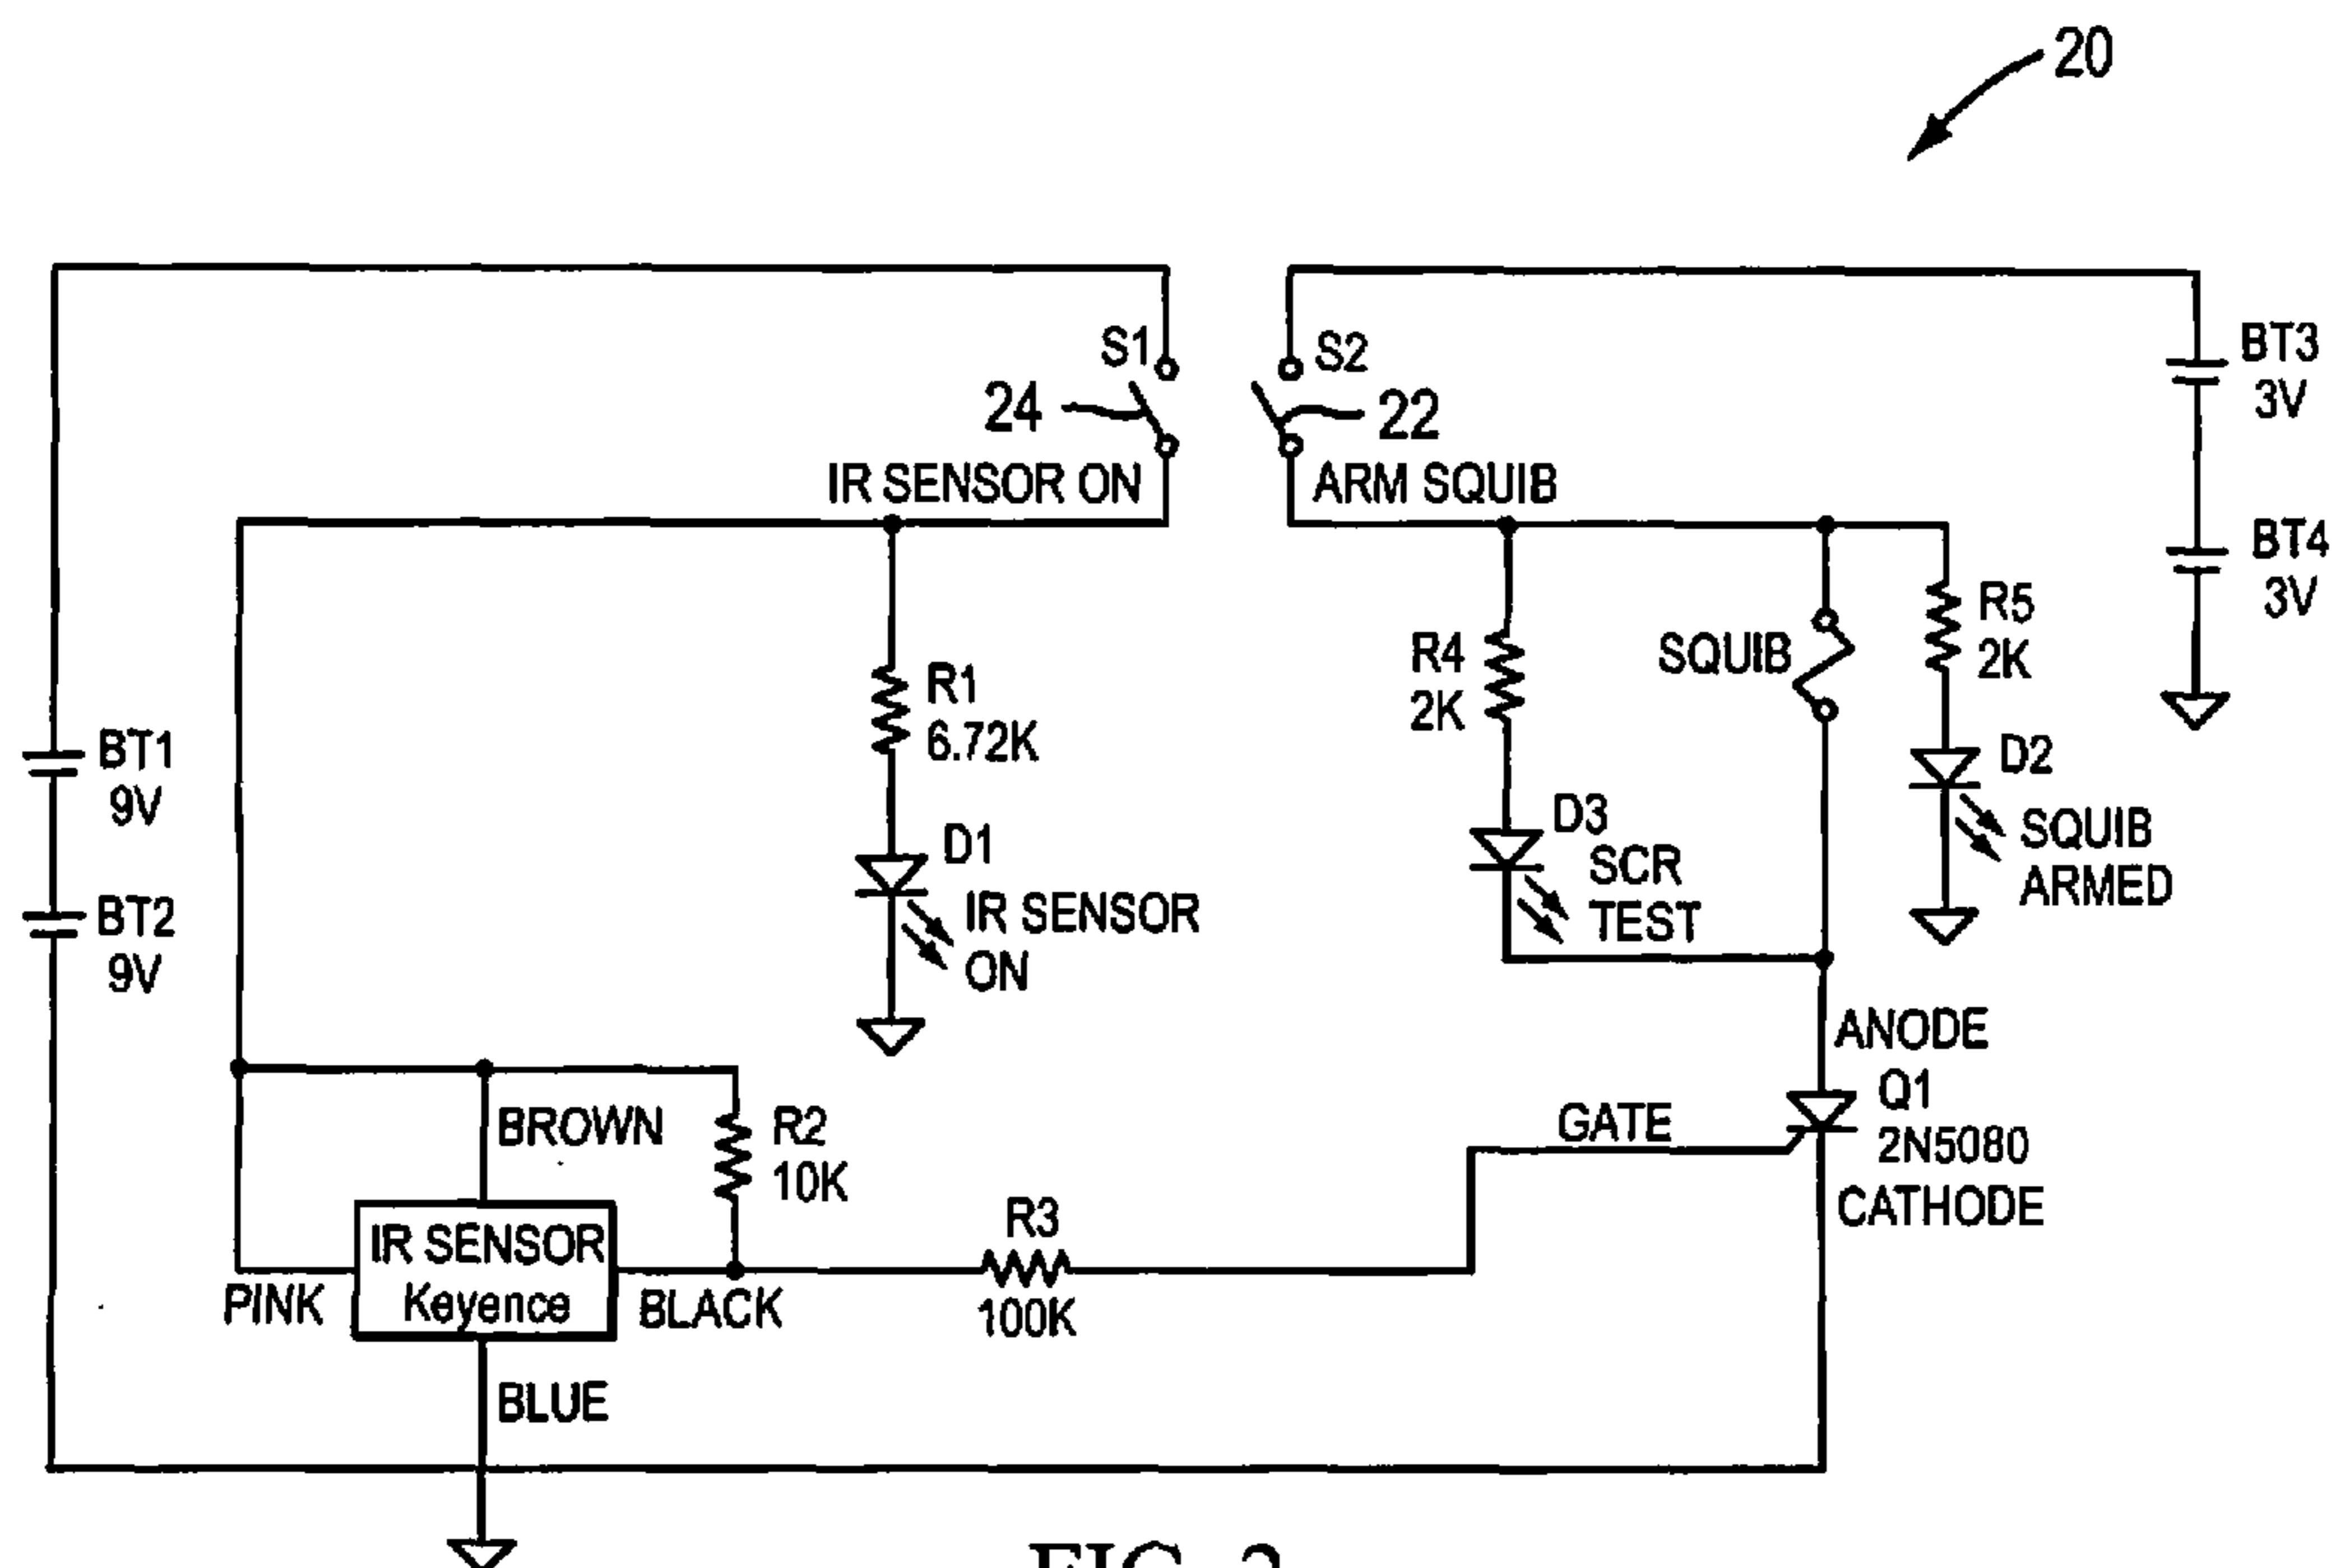 20
S1
24
IR SENSOR ON
S2
22
ARM SQUIB
BT3
3V
BT4
3V
R1
6.72K
D1
IR SENSOR
ON
R4
2K
SQUIB
R5
2K
D2
SQUIB
ARMED
D3
SCR
TEST
BT1
9V
BT2
9V
BROWN
R2
10K
IR SENSOR
Keyence
PINK
BLACK
BLUE
R3
100K
GATE
ANODE
Q1
2N5080
CATHODE
FIG. 2